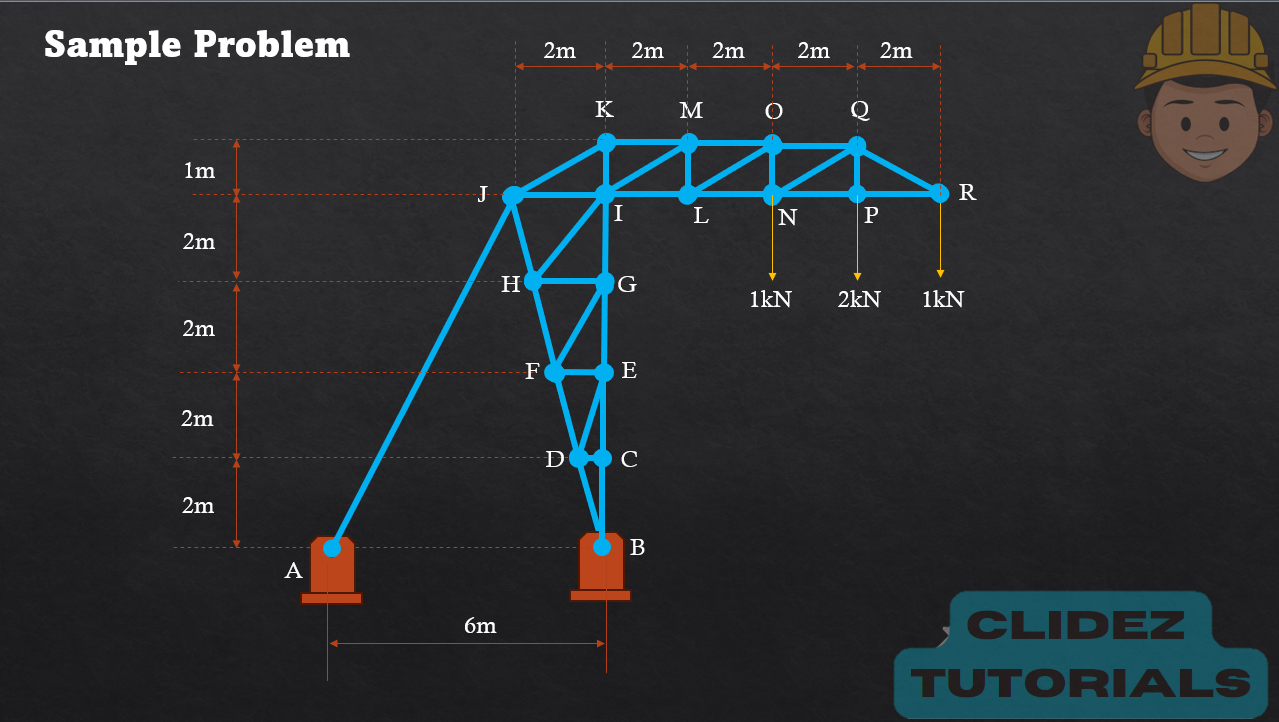 Sample Problem
2m 2m 2m 2m 2m
K M O Q
1m
J I L N P R
2m
H G
1kN 2kN 1kN
2m
F E
2m
D C
2m
A B
6m
CLIDEZ
TUTORIALS